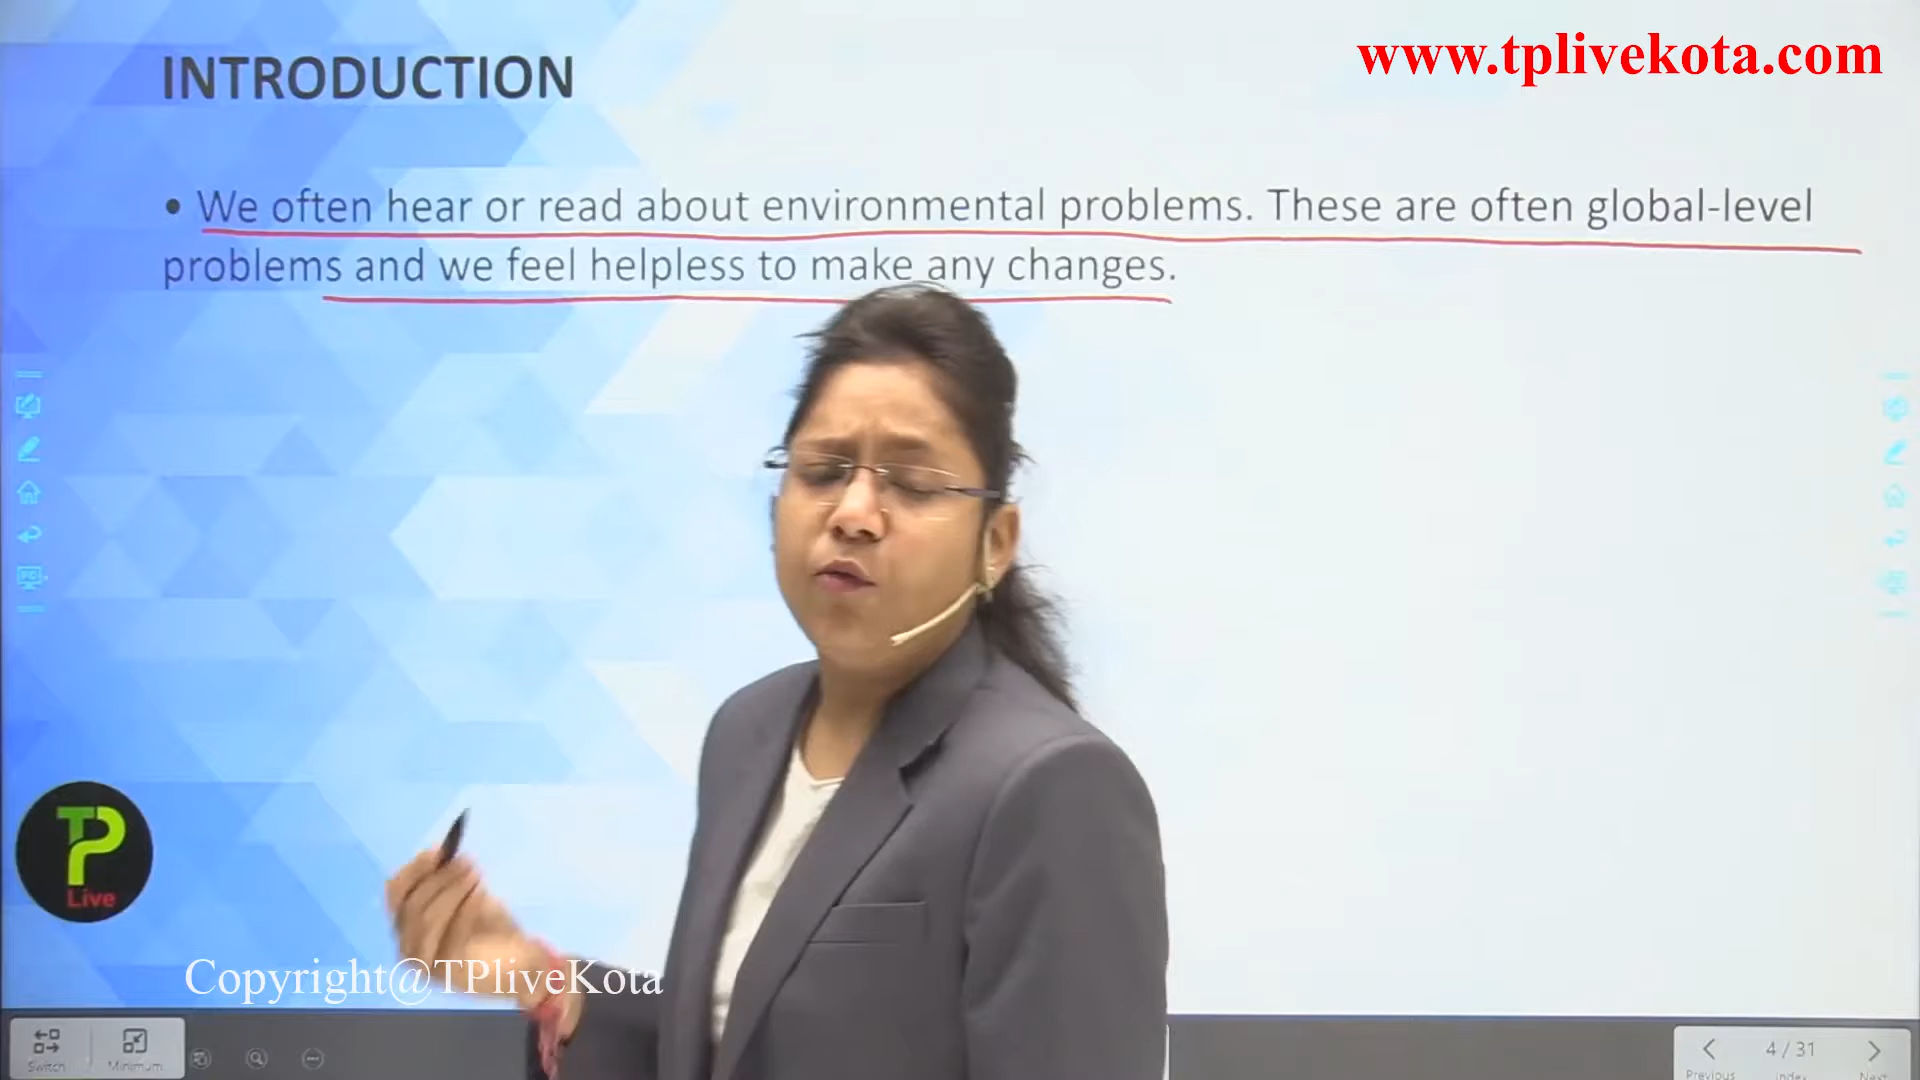 www.tplivekota.com
INTRODUCTION
• We often hear or read about environmental problems. These are often global-level
problems and we feel helpless to make any changes.
TP
Live
Copyright@TPliveKota
Switch
Minimum
4 / 31
Previous
Index
Next